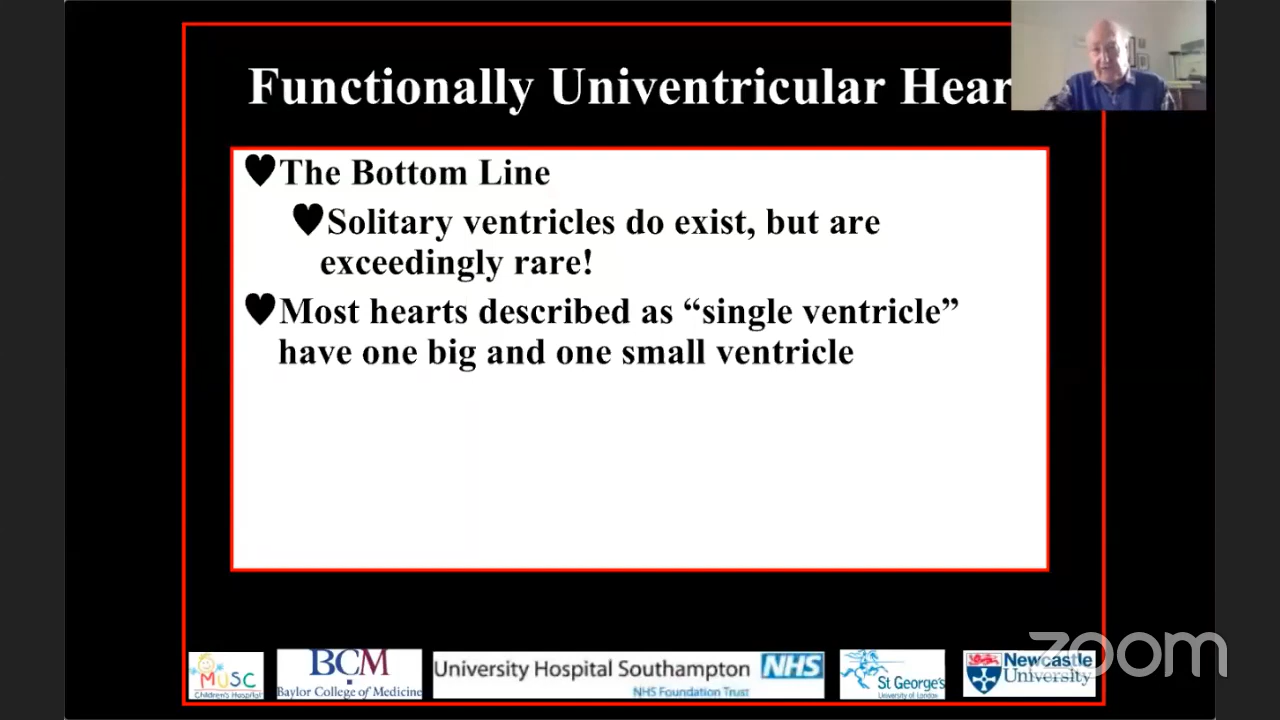 Functionally Univentricular Hear
The Bottom Line
Solitary ventricles do exist, but are
exceedingly rare!
Most hearts described as “single ventricle”
have one big and one small ventricle
MUSC
Children's Hospital
BCM
Baylor College of Medicine
University Hospital Southampton NHS
NHS Foundation Trust
St George's
University of London
Newcastle
University
zoom